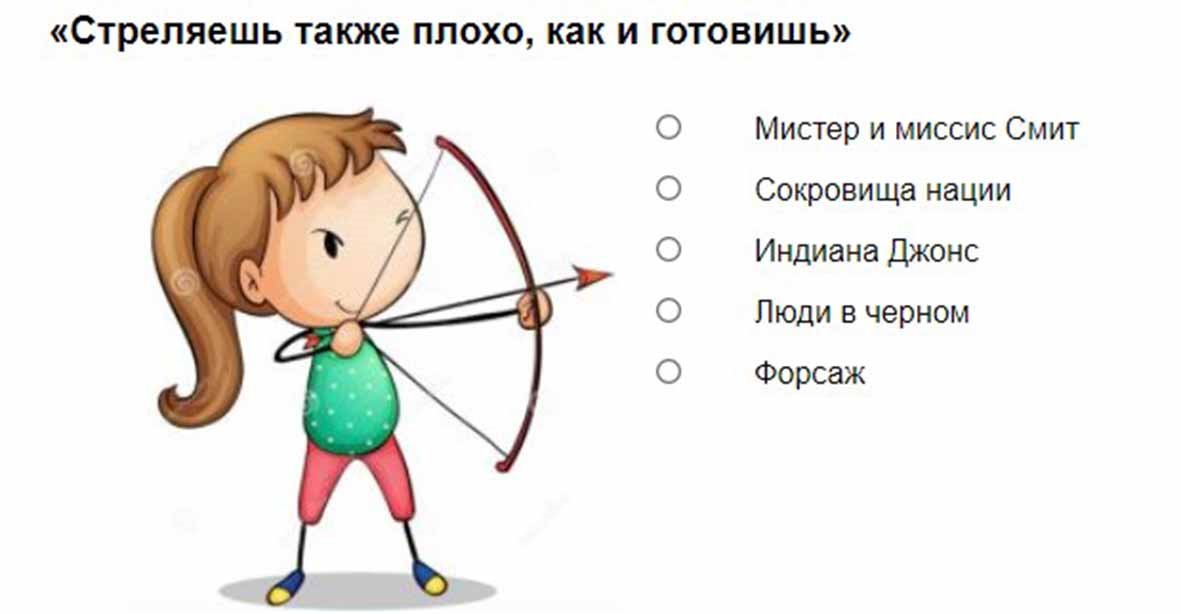 «Стреляешь также плохо, как и готовишь»
Мистер и миссис Смит
Сокровища нации
Индиана Джонс
Люди в черном
Форсаж